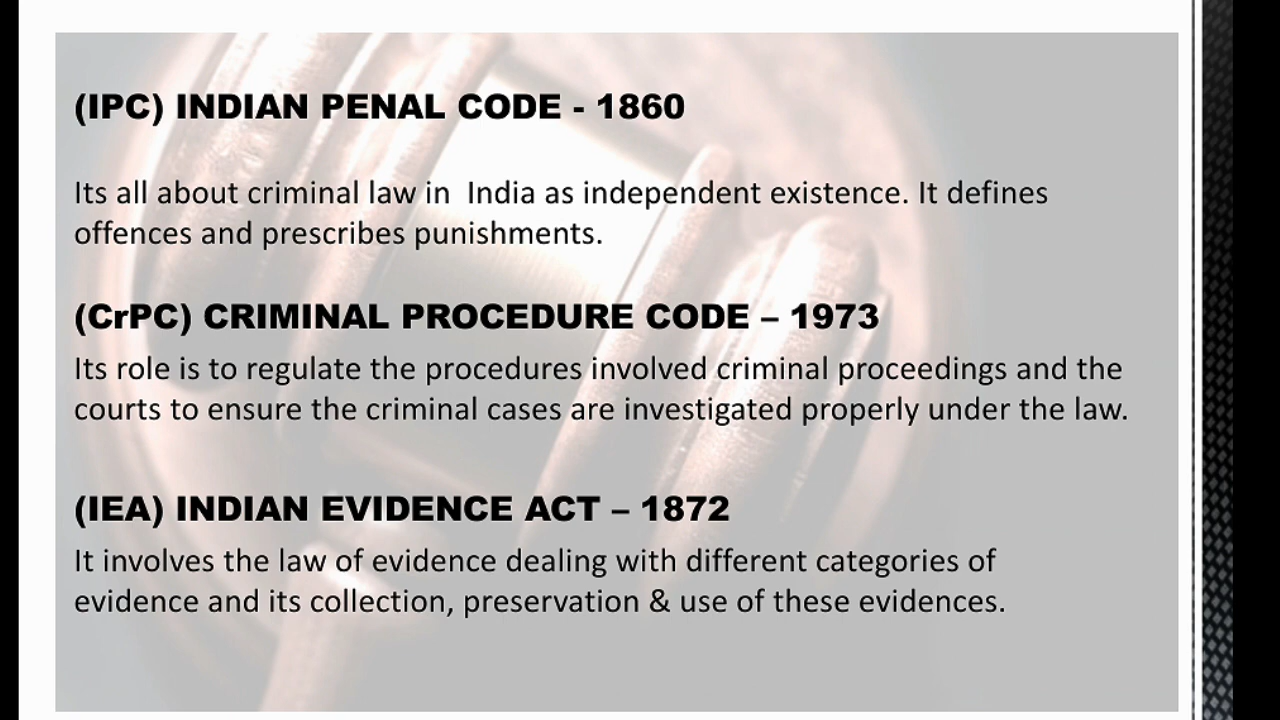 (IPC) INDIAN PENAL CODE - 1860
Its all about criminal law in  India as independent existence. It defines
offences and prescribes punishments.
(CrPC) CRIMINAL PROCEDURE CODE – 1973
Its role is to regulate the procedures involved criminal proceedings and the
courts to ensure the criminal cases are investigated properly under the law.
(IEA) INDIAN EVIDENCE ACT – 1872
It involves the law of evidence dealing with different categories of
evidence and its collection, preservation & use of these evidences.